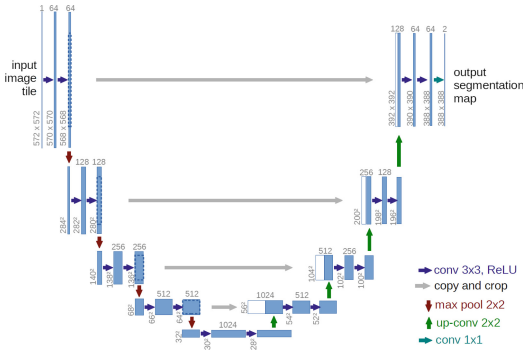 1 64 64
128 64 64 2
input
image
tile
output
segmentation
map
572 x 572
570 x 570
568 x 568
392 x 392
390 x 390
388 x 388
388 x 388
128 128
256 128
284²
282²
280²
200²
198²
196²
256 256
512 256
140²
138²
136²
104²
102²
100²
512 512
1024 512
68²
66²
64²
56²
54²
52²
1024
32²
30²
28²
conv 3x3, ReLU
copy and crop
max pool 2x2
up-conv 2x2
conv 1x1